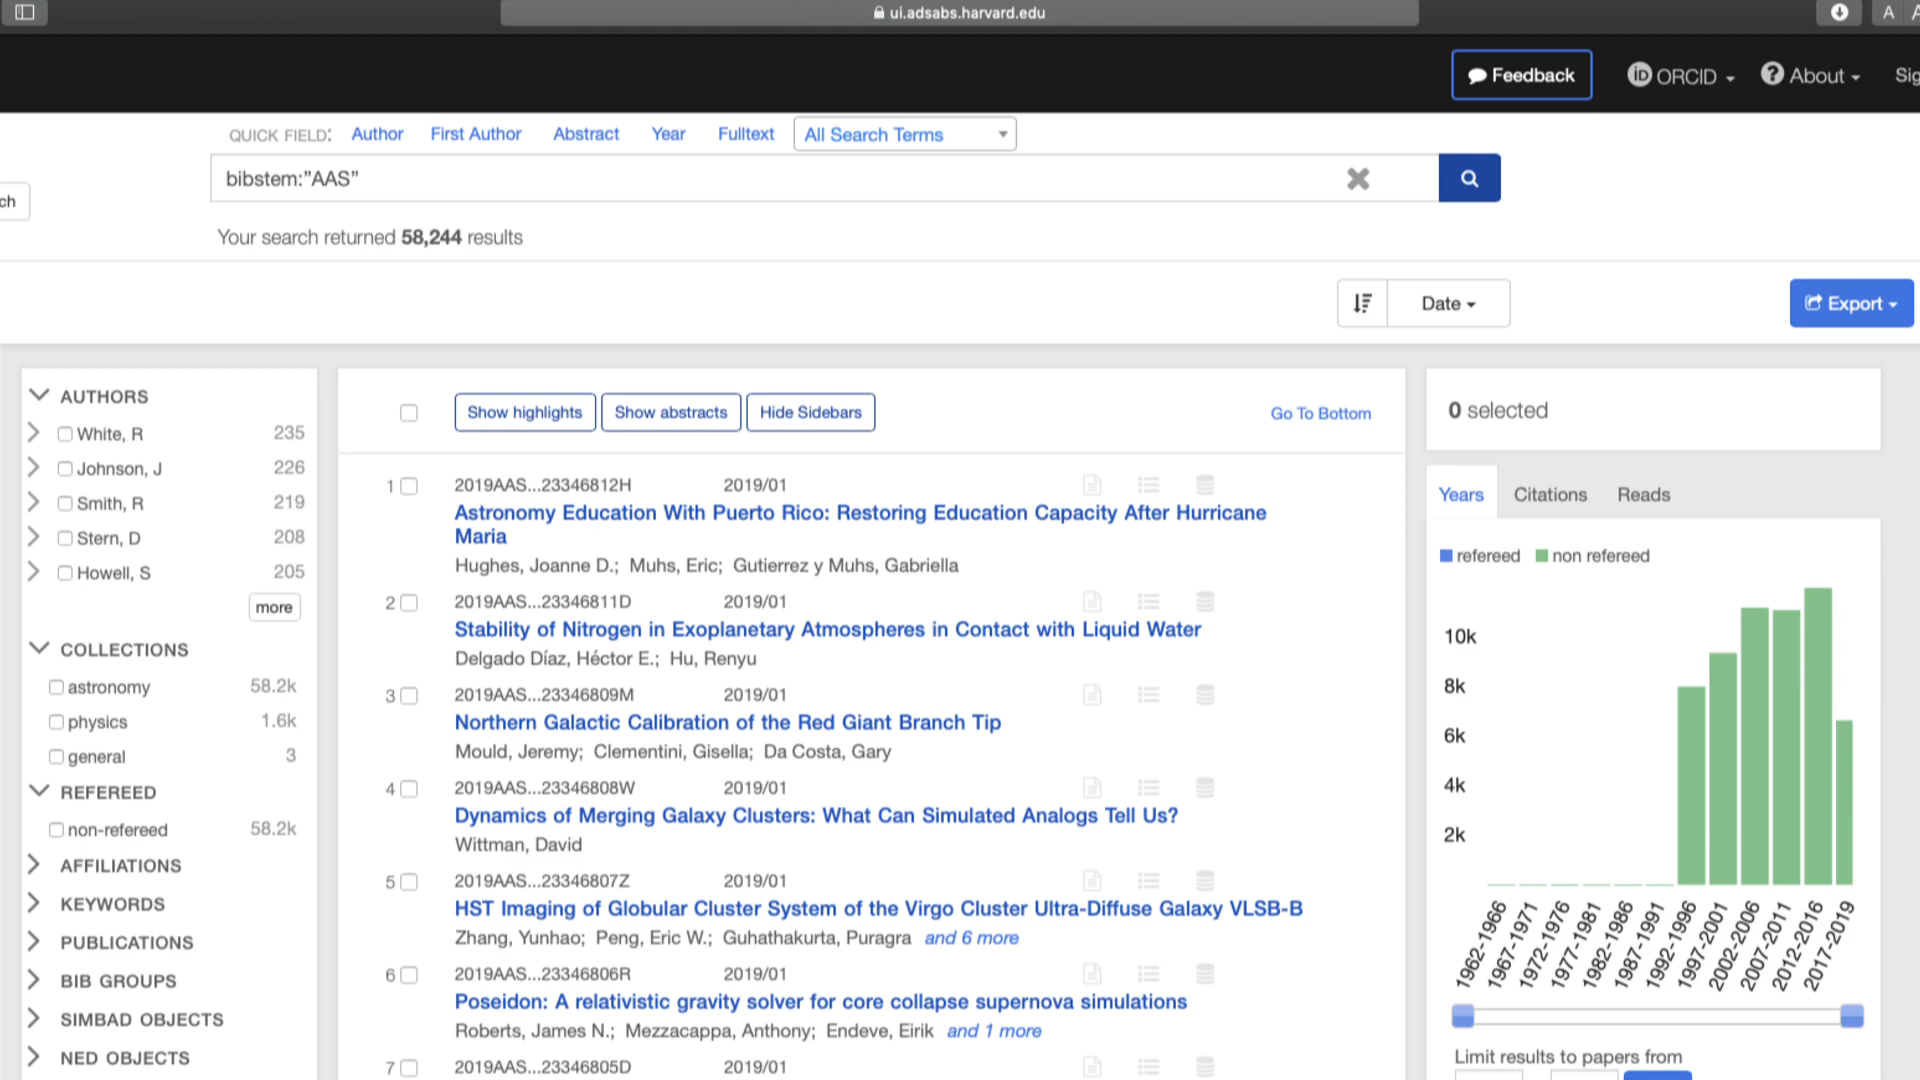 ui.adsabs.harvard.edu
A
Feedback
iD ORCID
About
Sig
QUICK FIELD: Author First Author Abstract Year Fulltext All Search Terms
bibstem:”AAS”
ch
Your search returned 58,244 results
Date
Export
AUTHORS
White, R 235
Johnson, J 226
Smith, R 219
Stern, D 208
Howell, S 205
more
COLLECTIONS
astronomy 58.2k
physics 1.6k
general 3
REFEREED
non-refereed 58.2k
AFFILIATIONS
KEYWORDS
PUBLICATIONS
BIB GROUPS
SIMBAD OBJECTS
NED OBJECTS
Show highlights Show abstracts Hide Sidebars Go To Bottom
1 2019AAS...23346812H 2019/01
Astronomy Education With Puerto Rico: Restoring Education Capacity After Hurricane
Maria
Hughes, Joanne D.; Muhs, Eric; Gutierrez y Muhs, Gabriella
2 2019AAS...23346811D 2019/01
Stability of Nitrogen in Exoplanetary Atmospheres in Contact with Liquid Water
Delgado Díaz, Héctor E.; Hu, Renyu
3 2019AAS...23346809M 2019/01
Northern Galactic Calibration of the Red Giant Branch Tip
Mould, Jeremy; Clementini, Gisella; Da Costa, Gary
4 2019AAS...23346808W 2019/01
Dynamics of Merging Galaxy Clusters: What Can Simulated Analogs Tell Us?
Wittman, David
5 2019AAS...23346807Z 2019/01
HST Imaging of Globular Cluster System of the Virgo Cluster Ultra-Diffuse Galaxy VLSB-B
Zhang, Yunhao; Peng, Eric W.; Guhathakurta, Puragra and 6 more
6 2019AAS...23346806R 2019/01
Poseidon: A relativistic gravity solver for core collapse supernova simulations
Roberts, James N.; Mezzacappa, Anthony; Endeve, Eirik and 1 more
7 2019AAS...23346805D 2019/01
0 selected
Years Citations Reads
refereed non refereed
10k
8k
6k
4k
2k
1962-1966
1967-1971
1972-1976
1977-1981
1982-1986
1987-1991
1992-1996
1997-2001
2002-2006
2007-2011
2012-2016
2017-2019
Limit results to papers from